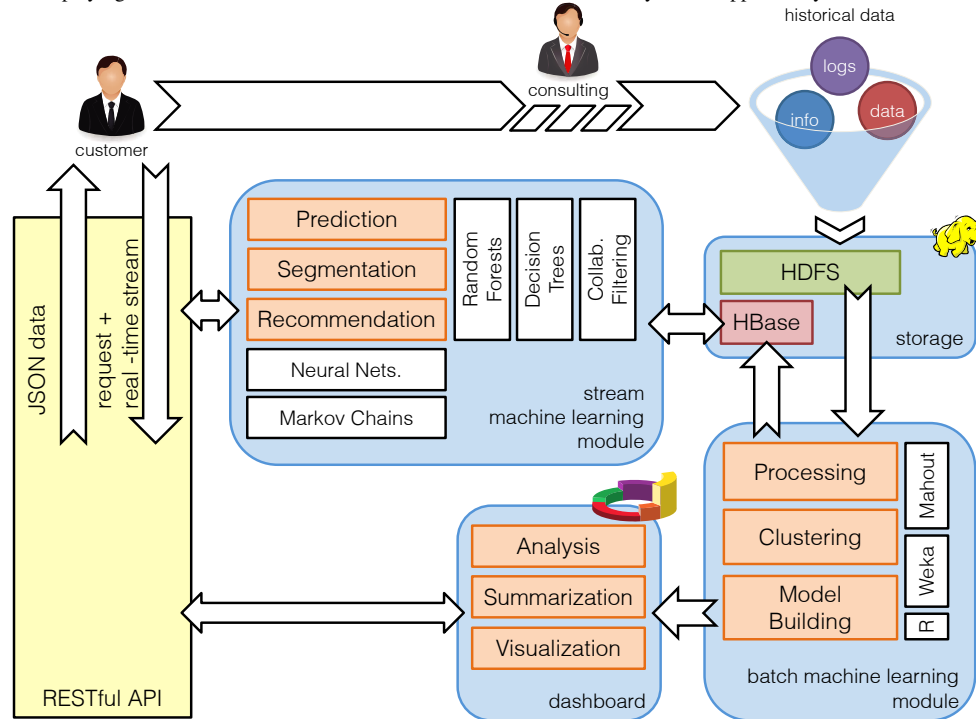 historical data
logs
info
data
consulting
customer
JSON data
request +
real -time stream
RESTful API
Prediction
Segmentation
Recommendation
Neural Nets.
Markov Chains
Random
Forests
Decision
Trees
Collab.
Filtering
stream
machine learning
module
HDFS
HBase
storage
Processing
Clustering
Model
Building
Mahout
Weka
R
batch machine learning
module
Analysis
Summarization
Visualization
dashboard